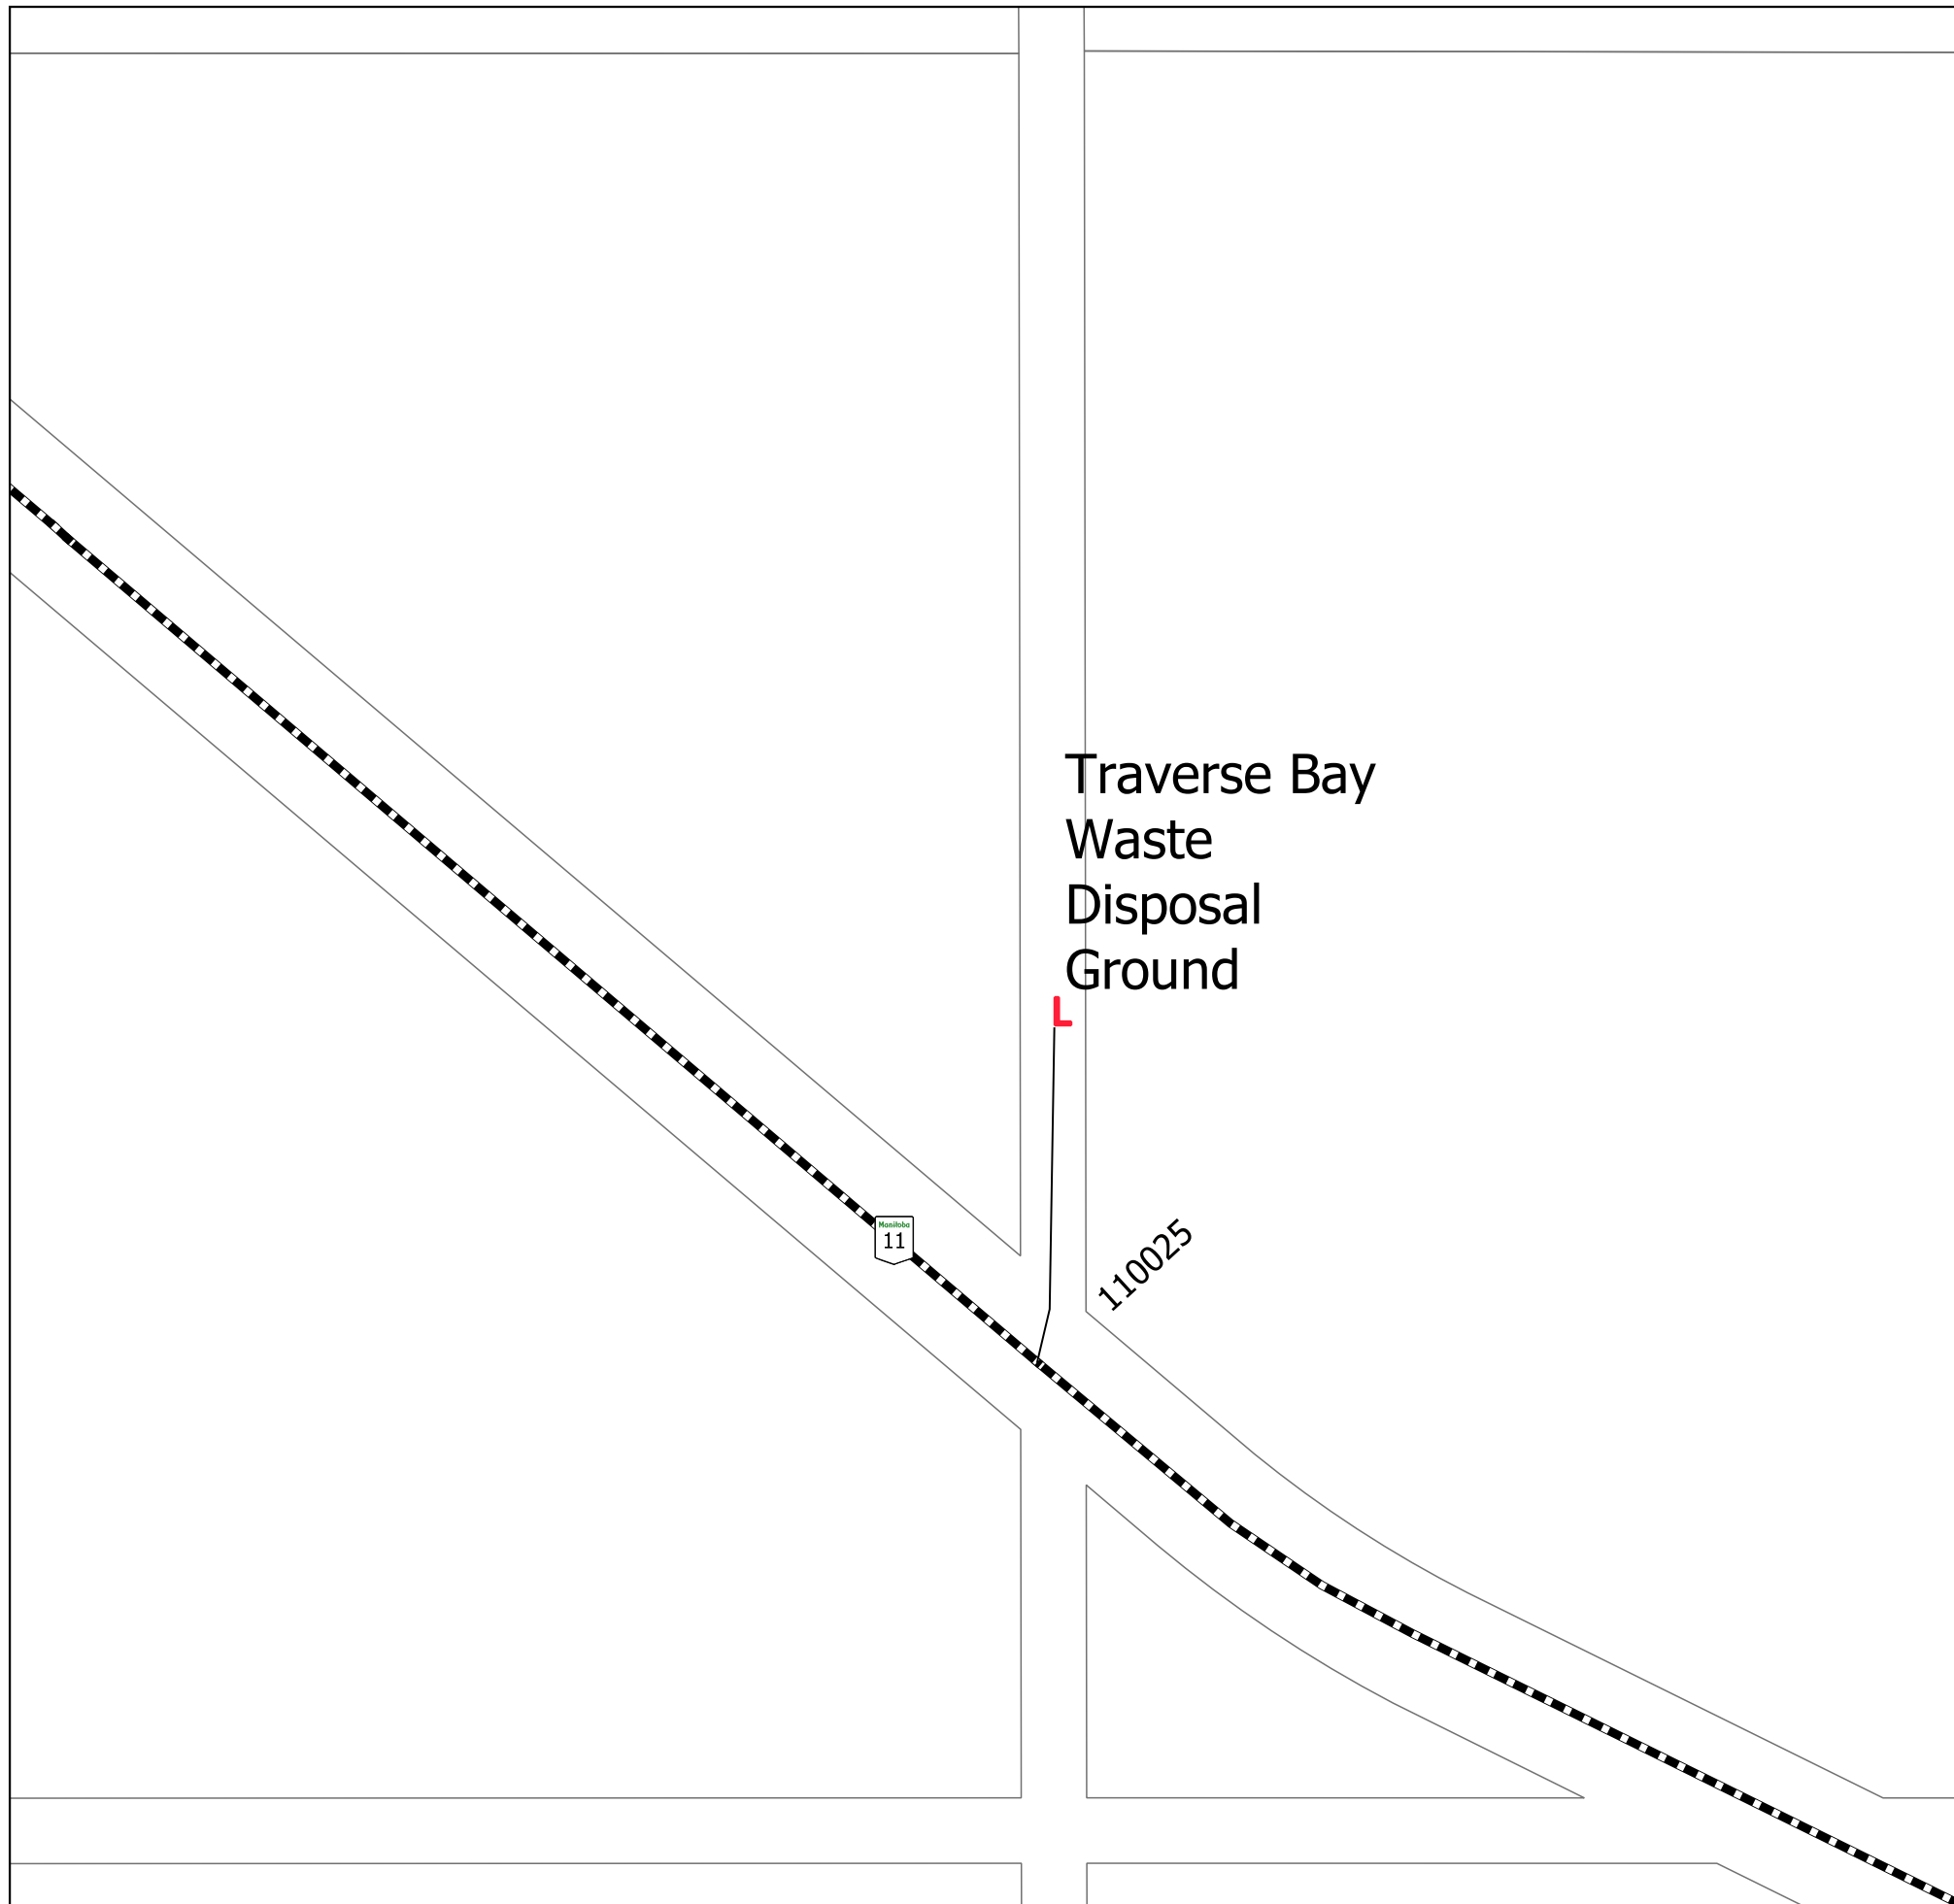 Traverse Bay
Waste
Disposal
Ground
L
110025
Manitoba
11